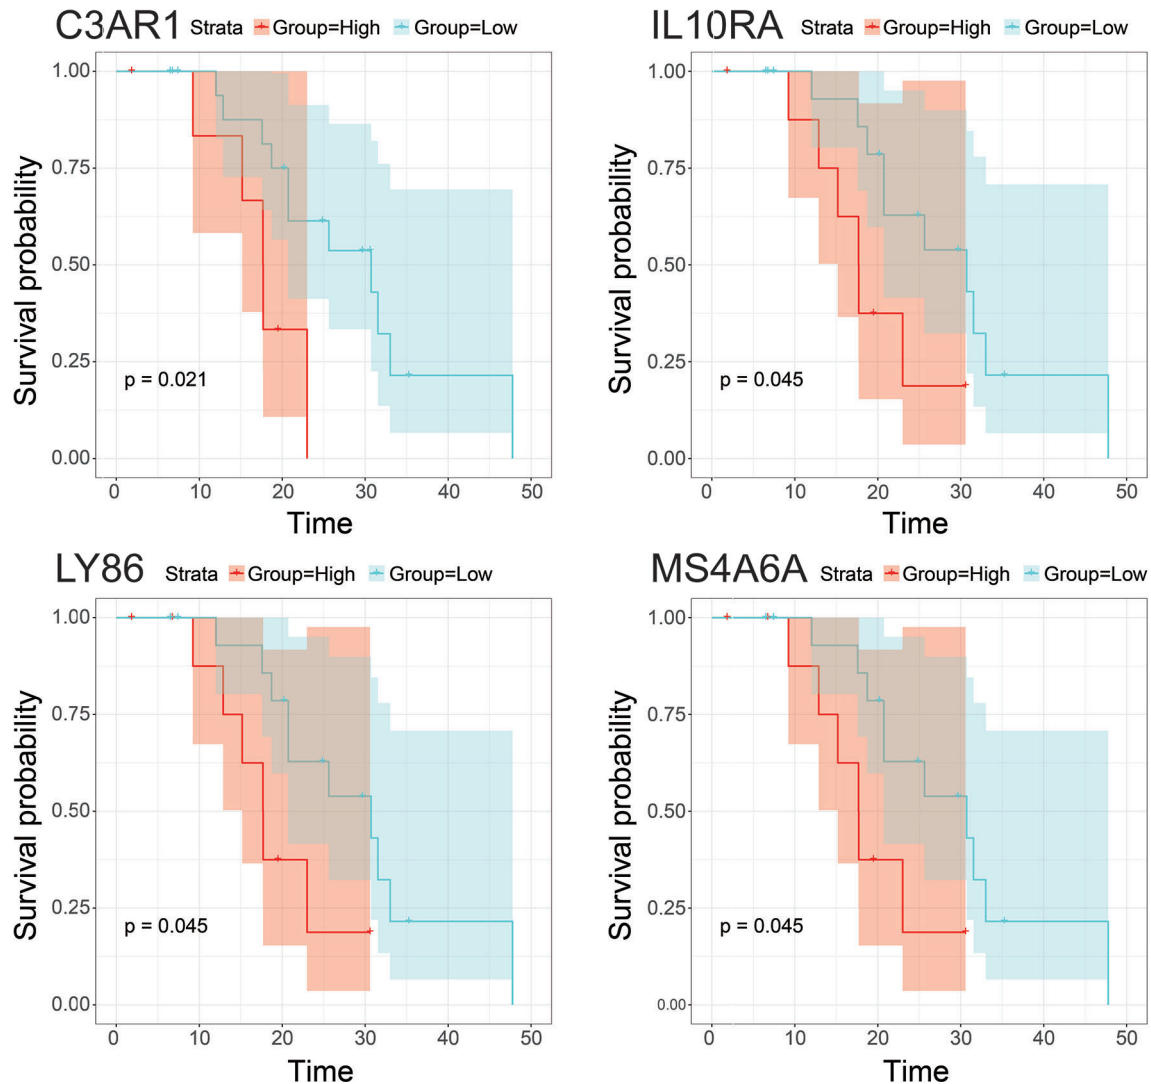 C3AR1 Strata Group=High Group=Low
1.00
0.75
0.50
0.25
0.00
Survival probability
p = 0.021
0 10 20 30 40 50
Time
IL10RA Strata Group=High Group=Low
1.00
0.75
0.50
0.25
0.00
Survival probability
p = 0.045
0 10 20 30 40 50
Time
LY86 Strata Group=High Group=Low
1.00
0.75
0.50
0.25
0.00
Survival probability
p = 0.045
0 10 20 30 40 50
Time
MS4A6A Strata Group=High Group=Low
1.00
0.75
0.50
0.25
0.00
Survival probability
p = 0.045
0 10 20 30 40 50
Time